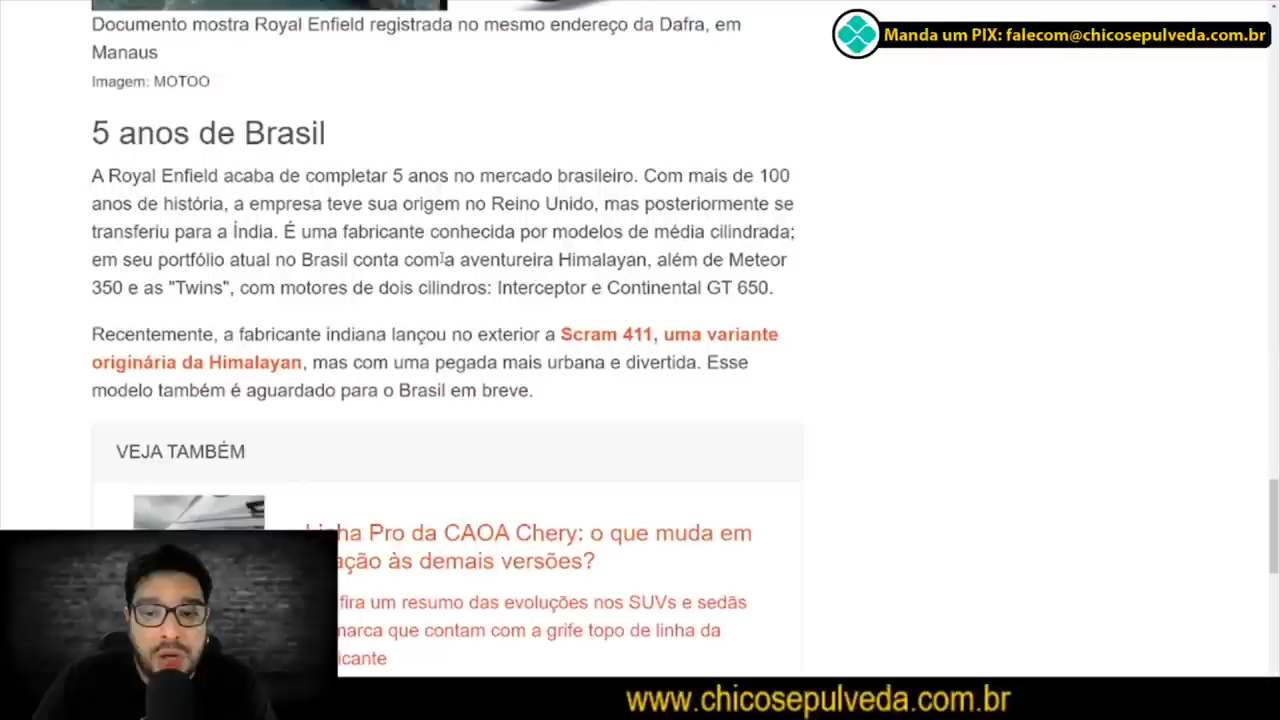 Documento mostra Royal Enfield registrada no mesmo endereço da Dafra, em
Manaus
Imagem: MOTOO
Manda um PIX: falecom@chicosepulveda.com.br
5 anos de Brasil
A Royal Enfield acaba de completar 5 anos no mercado brasileiro. Com mais de 100
anos de história, a empresa teve sua origem no Reino Unido, mas posteriormente se
transferiu para a Índia. É uma fabricante conhecida por modelos de média cilindrada;
em seu portfólio atual no Brasil conta com a aventureira Himalayan, além de Meteor
350 e as "Twins", com motores de dois cilindros: Interceptor e Continental GT 650.
Recentemente, a fabricante indiana lançou no exterior a Scram 411, uma variante
originária da Himalayan, mas com uma pegada mais urbana e divertida. Esse
modelo também é aguardado para o Brasil em breve.
VEJA TAMBÉM
Pro da CAOA Chery: o que muda em
às demais versões?
um resumo das evoluções nos SUVs e sedãs
que contam com a grife topo de linha da
www.chicosepulveda.com.br